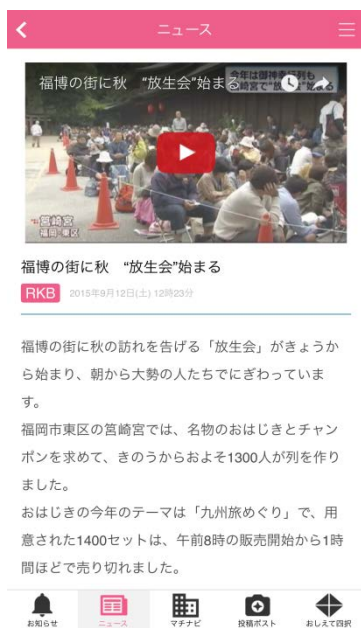 ニュース
福博の街に秋 “放生会”始まる
今年は御神幸行列も
筥崎宮で“放
筥崎宮
福岡・東区
福博の街に秋 “放生会”始まる
RKB 2015年9月12日(土) 12時23分
福博の街に秋の訪れを告げる「放生会」がきょうか
ら始まり、朝から大勢の人たちでにぎわっていま
す。
福岡市東区の筥崎宮では、名物のおはじきとチャン
ポンを求めて、きのうからおよそ1300人が列を作り
ました。
おはじきの今年のテーマは「九州旅めぐり」で、用
意された1400セットは、午前8時の販売開始から1時
間ほどで売り切れました。
お知らせ ニュース マチナビ 投稿ポスト おしえて四択